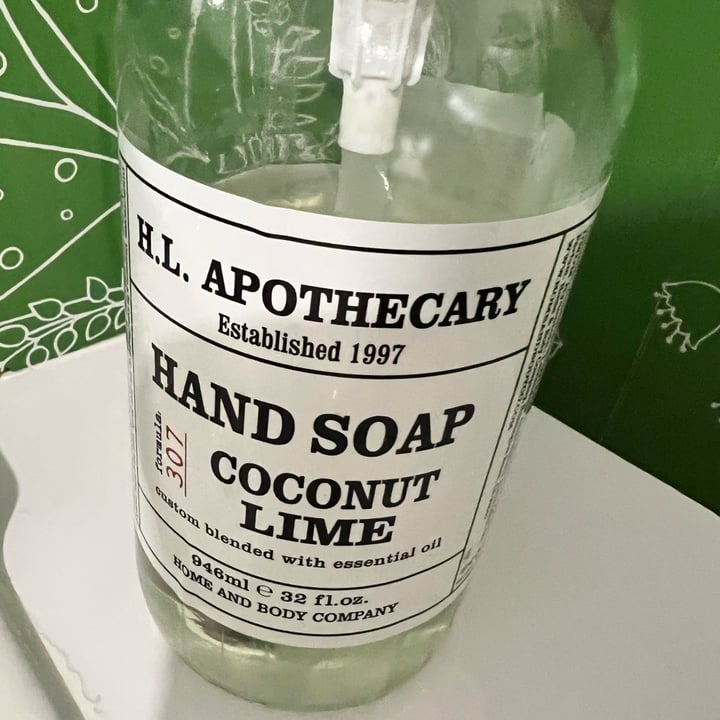 H.L. APOTHECARY
Established 1997
HAND SOAP
formula.
307
COCONUT
LIME
custom blended with essential oil
946ml ℮ 32 fl.oz.
HOME AND BODY COMPANY